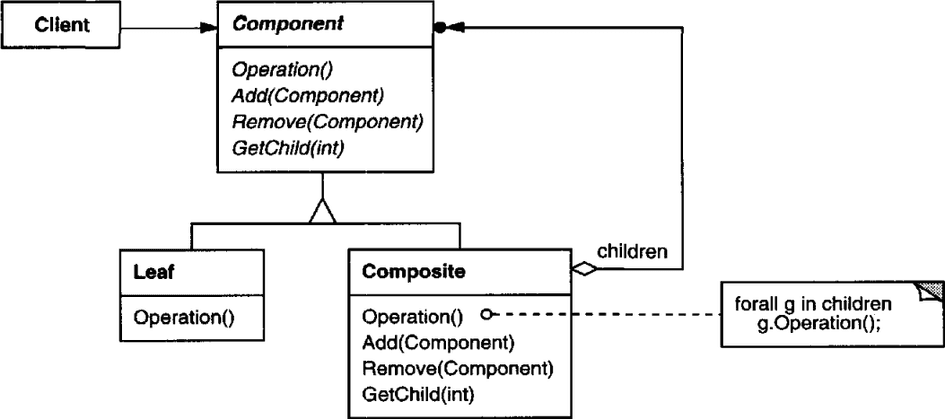 Client
Component
Operation()
Add(Component)
Remove(Component)
GetChild(int)
children
Leaf
Operation()
Composite
Operation()
Add(Component)
Remove(Component)
GetChild(int)
forall g in children
g.Operation();